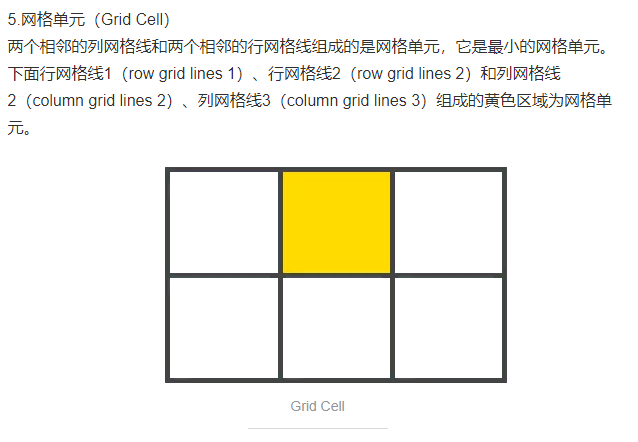 5.网格单元（Grid Cell）
两个相邻的列网格线和两个相邻的行网格线组成的是网格单元，它是最小的网格单元。
下面行网格线1（row grid lines 1）、行网格线2（row grid lines 2）和列网格线
2（column grid lines 2）、列网格线3（column grid lines 3）组成的黄色区域为网格单
元。
Grid Cell